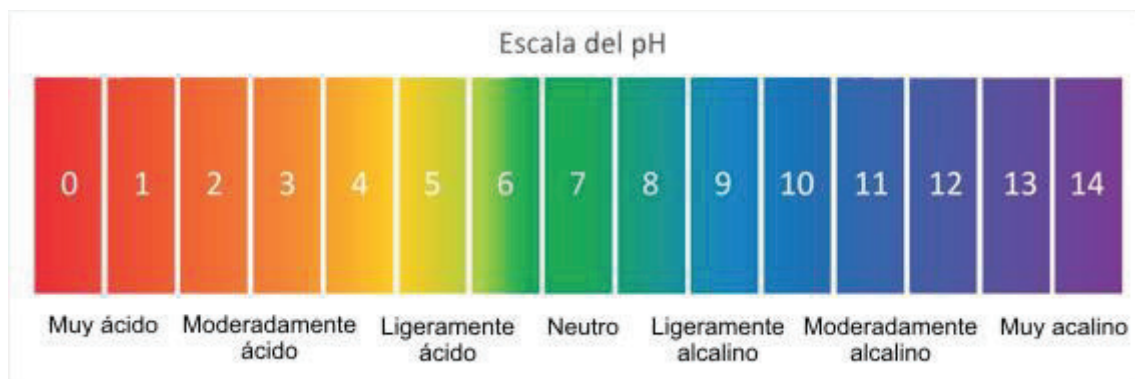 Escala del pH
0 1 2 3 4 5 6 7 8 9 10 11 12 13 14
Muy ácido Moderadamente ácido Ligeramente ácido Neutro Ligeramente alcalino Moderadamente alcalino Muy acalino